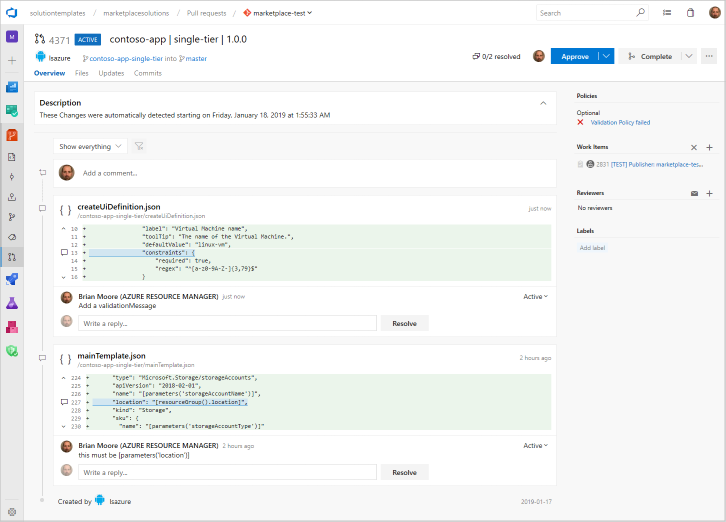 solutiontemplates / marketplacesolutions / Pull requests / marketplace-test
Search
M
4371 ACTIVE contoso-app | single-tier | 1.0.0
lsazure contoso-app-single-tier into master
0/2 resolved
Approve
Complete
Overview Files Updates Commits
Description
These Changes were automatically detected starting on Friday, January 18, 2019 at 1:55:33 AM
Show everything
Add a comment...
{ } createUiDefinition.json
/contoso-app-single-tier/createUiDefinition.json
just now
10 + "label": "Virtual Machine name",
11 + "toolTip": "The name of the Virtual Machine.",
12 + "defaultValue": "linux-vm",
13 + "constraints": {
14 + "required": true,
15 + "regex": "^[a-z0-9A-Z-]{3,79}$"
16 + }
Brian Moore (AZURE RESOURCE MANAGER) just now
Active
Add a validationMessage
Write a reply...
Resolve
{ } mainTemplate.json
/contoso-app-single-tier/mainTemplate.json
2 hours ago
224 + "type": "Microsoft.Storage/storageAccounts",
225 + "apiVersion": "2018-02-01",
226 + "name": "[parameters('storageAccountName')]",
227 + "location": "[resourceGroup().location]",
228 + "kind": "Storage",
229 + "sku": {
230 + "name": "[parameters('storageAccountType')]"
Brian Moore (AZURE RESOURCE MANAGER) 2 hours ago
Active
this must be [parameters('location')]
Write a reply...
Resolve
Created by lsazure
2019-01-17
Policies
Optional
Validation Policy failed
Work Items
2831 [TEST] Publisher: marketplace-tes...
Reviewers
No reviewers
Labels
Add label